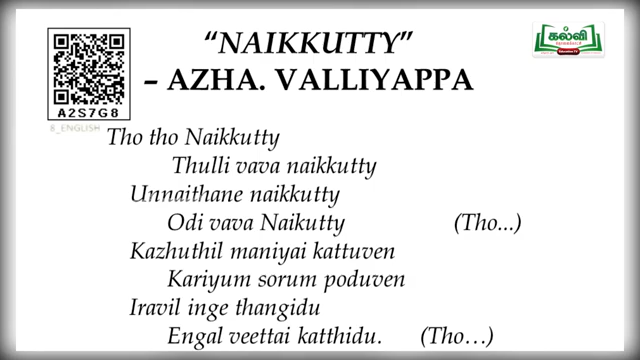 “NAIKKUTTY”
– AZHA. VALLIYAPPA
கல்வி
A2S7G8
8_ENGLISH
Tho tho Naikkutty
Thulli vava naikkutty
Unnaithane naikkutty
Odi vava Naikutty (Tho...)
Kazhuthil maniyai kattuven
Kariyum sorum poduven
Iravil inge thangidu
Engal veettai katthidu. (Tho…)